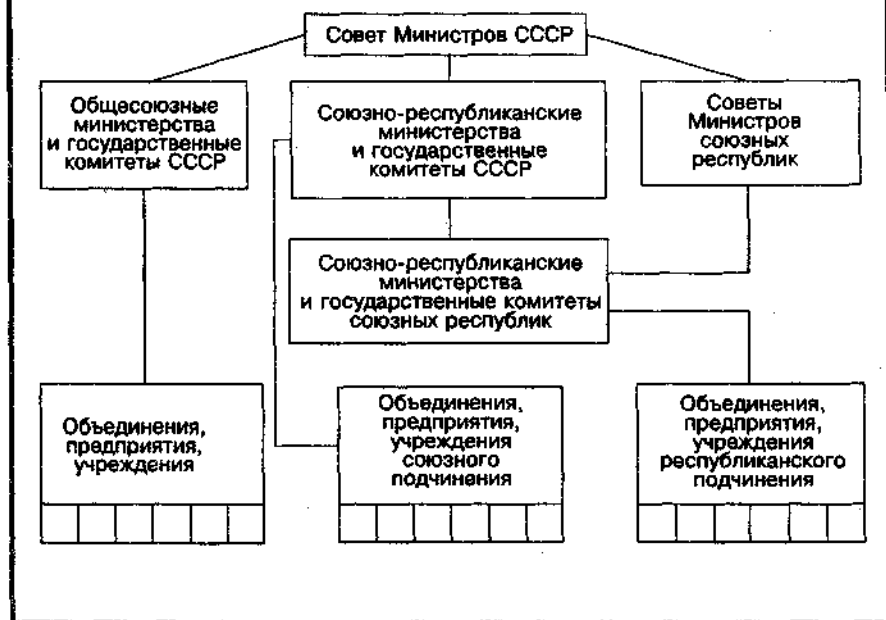 Совет Министров СССР
Общесоюзные
министерства
и государственные
комитеты СССР
Союзно-республиканские
министерства
и государственные
комитеты СССР
Советы
Министров
союзных
республик
Союзно-республиканские
министерства
и государственные комитеты
союзных республик
Объединения,
предприятия,
учреждения
Объединения,
предприятия,
учреждения
союзного
подчинения
Объединения,
предприятия,
учреждения
республиканского
подчинения